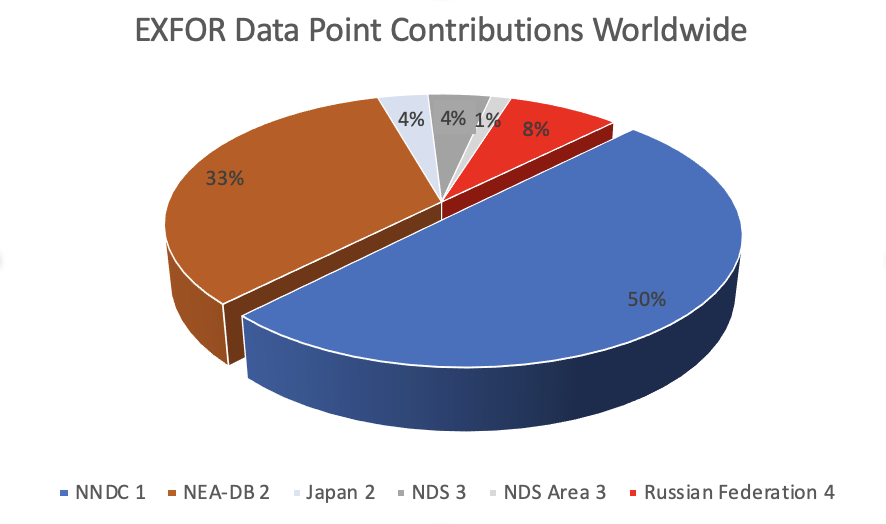 EXFOR Data Point Contributions Worldwide
4% 4% 1% 8%
33%
50%
NNDC 1 NEA-DB 2 Japan 2 NDS 3 NDS Area 3 Russian Federation 4